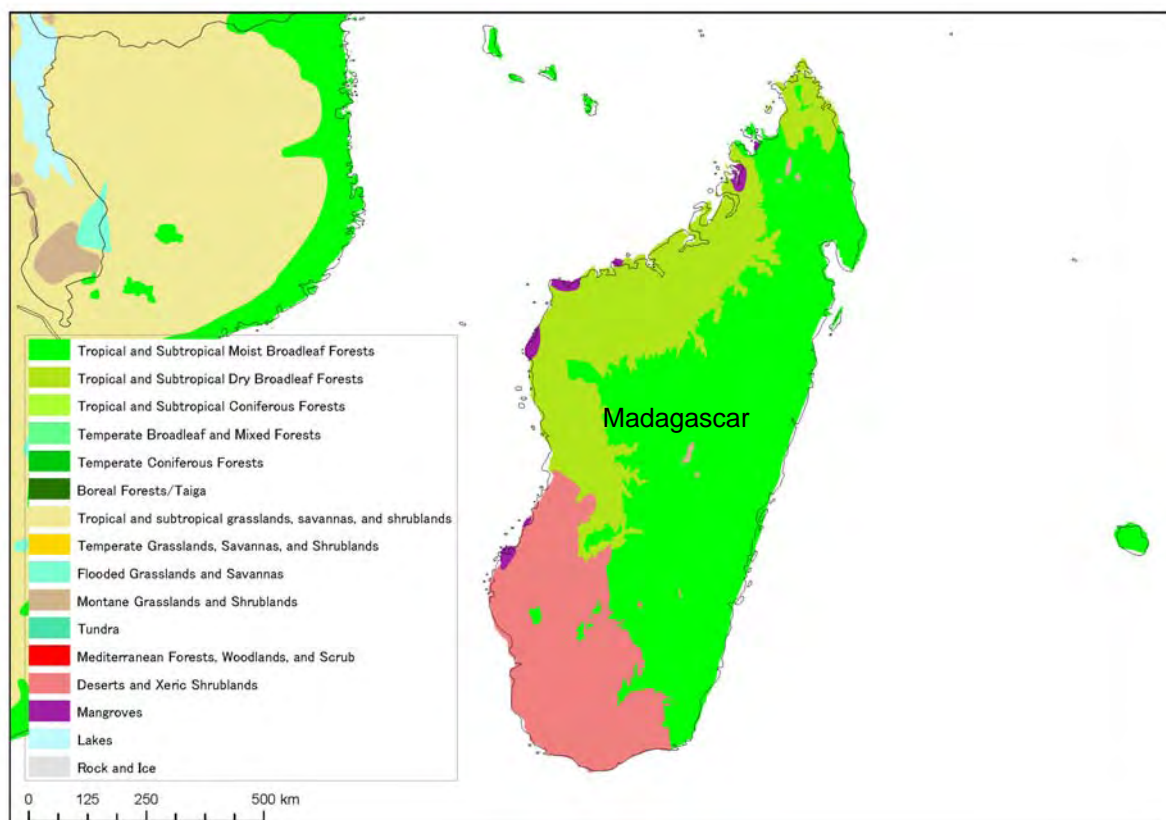 Madagascar
Tropical and Subtropical Moist Broadleaf Forests
Tropical and Subtropical Dry Broadleaf Forests
Tropical and Subtropical Coniferous Forests
Temperate Broadleaf and Mixed Forests
Temperate Coniferous Forests
Boreal Forests/Taiga
Tropical and subtropical grasslands, savannas, and shrublands
Temperate Grasslands, Savannas, and Shrublands
Flooded Grasslands and Savannas
Montane Grasslands and Shrublands
Tundra
Mediterranean Forests, Woodlands, and Scrub
Deserts and Xeric Shrublands
Mangroves
Lakes
Rock and Ice
0 125 250 500 km